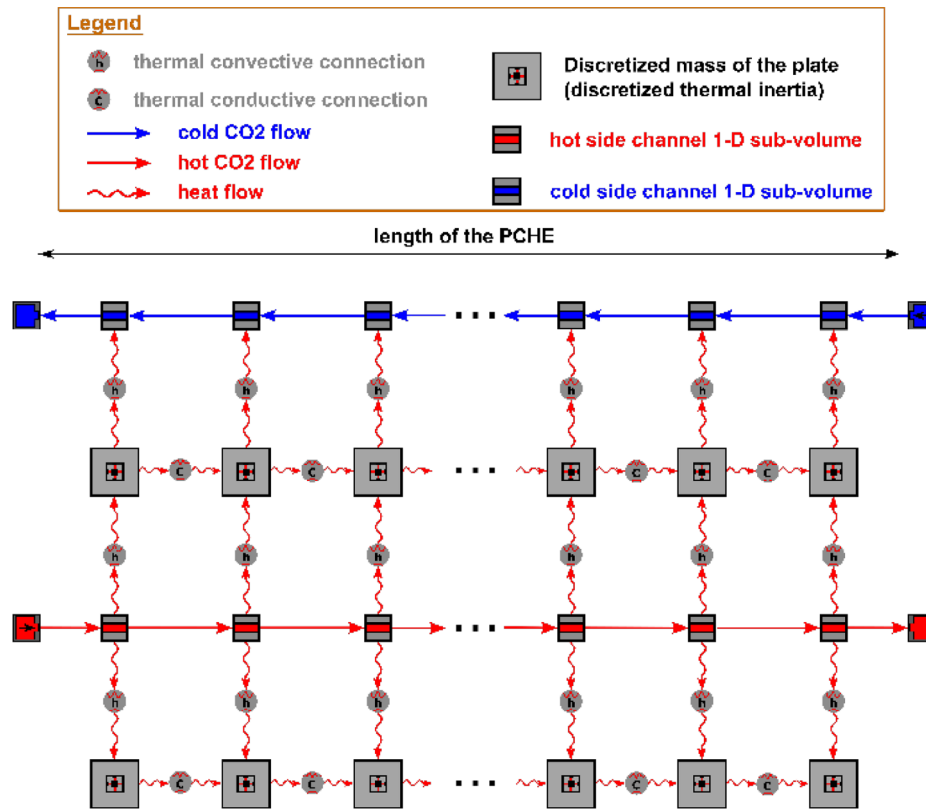 Legend
h thermal convective connection
C thermal conductive connection
cold CO2 flow
hot CO2 flow
heat flow
Discretized mass of the plate
(discretized thermal inertia)
hot side channel 1-D sub-volume
cold side channel 1-D sub-volume
length of the PCHE
h h h h h h
C C C C
h h h h h h
h h h h h h
C C C C